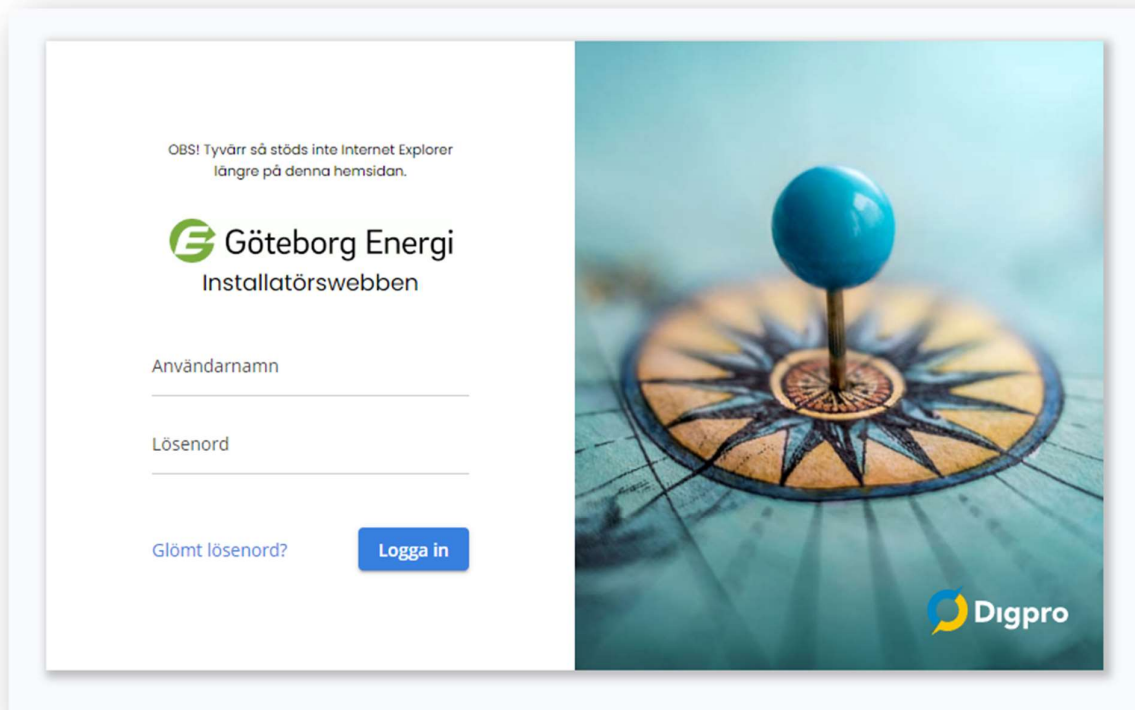 OBS! Tyvärr så stöds inte Internet Explorer
längre på denna hemsidan.
Göteborg Energi
Installatörswebben
Användarnamn
Lösenord
Glömt lösenord?
Logga in
Digpro